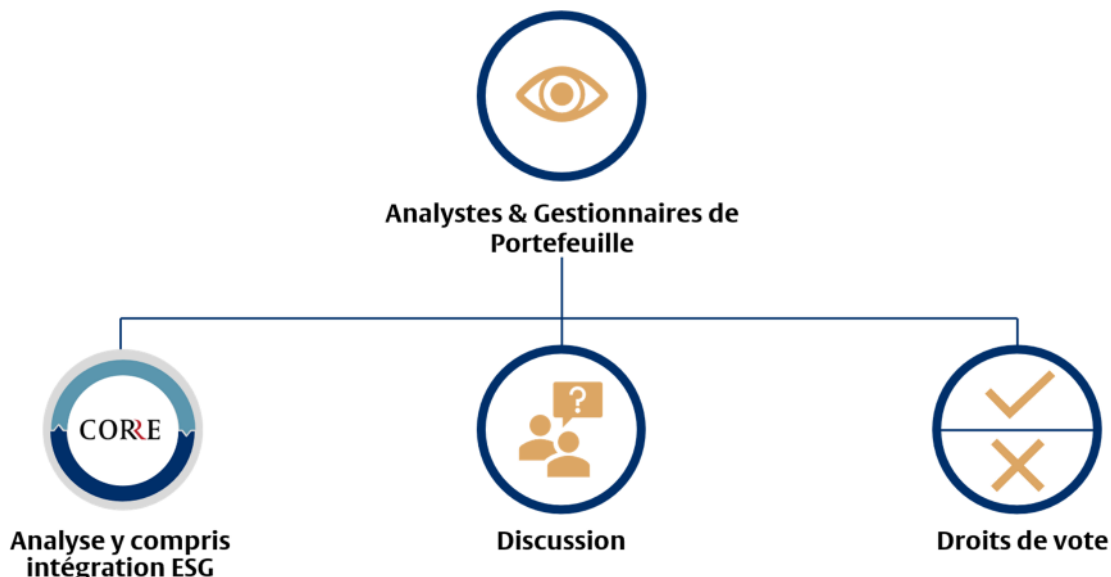 Analystes & Gestionnaires de
Portefeuille
CORRE
?
Analyse y compris
intégration ESG
Discussion
Droits de vote